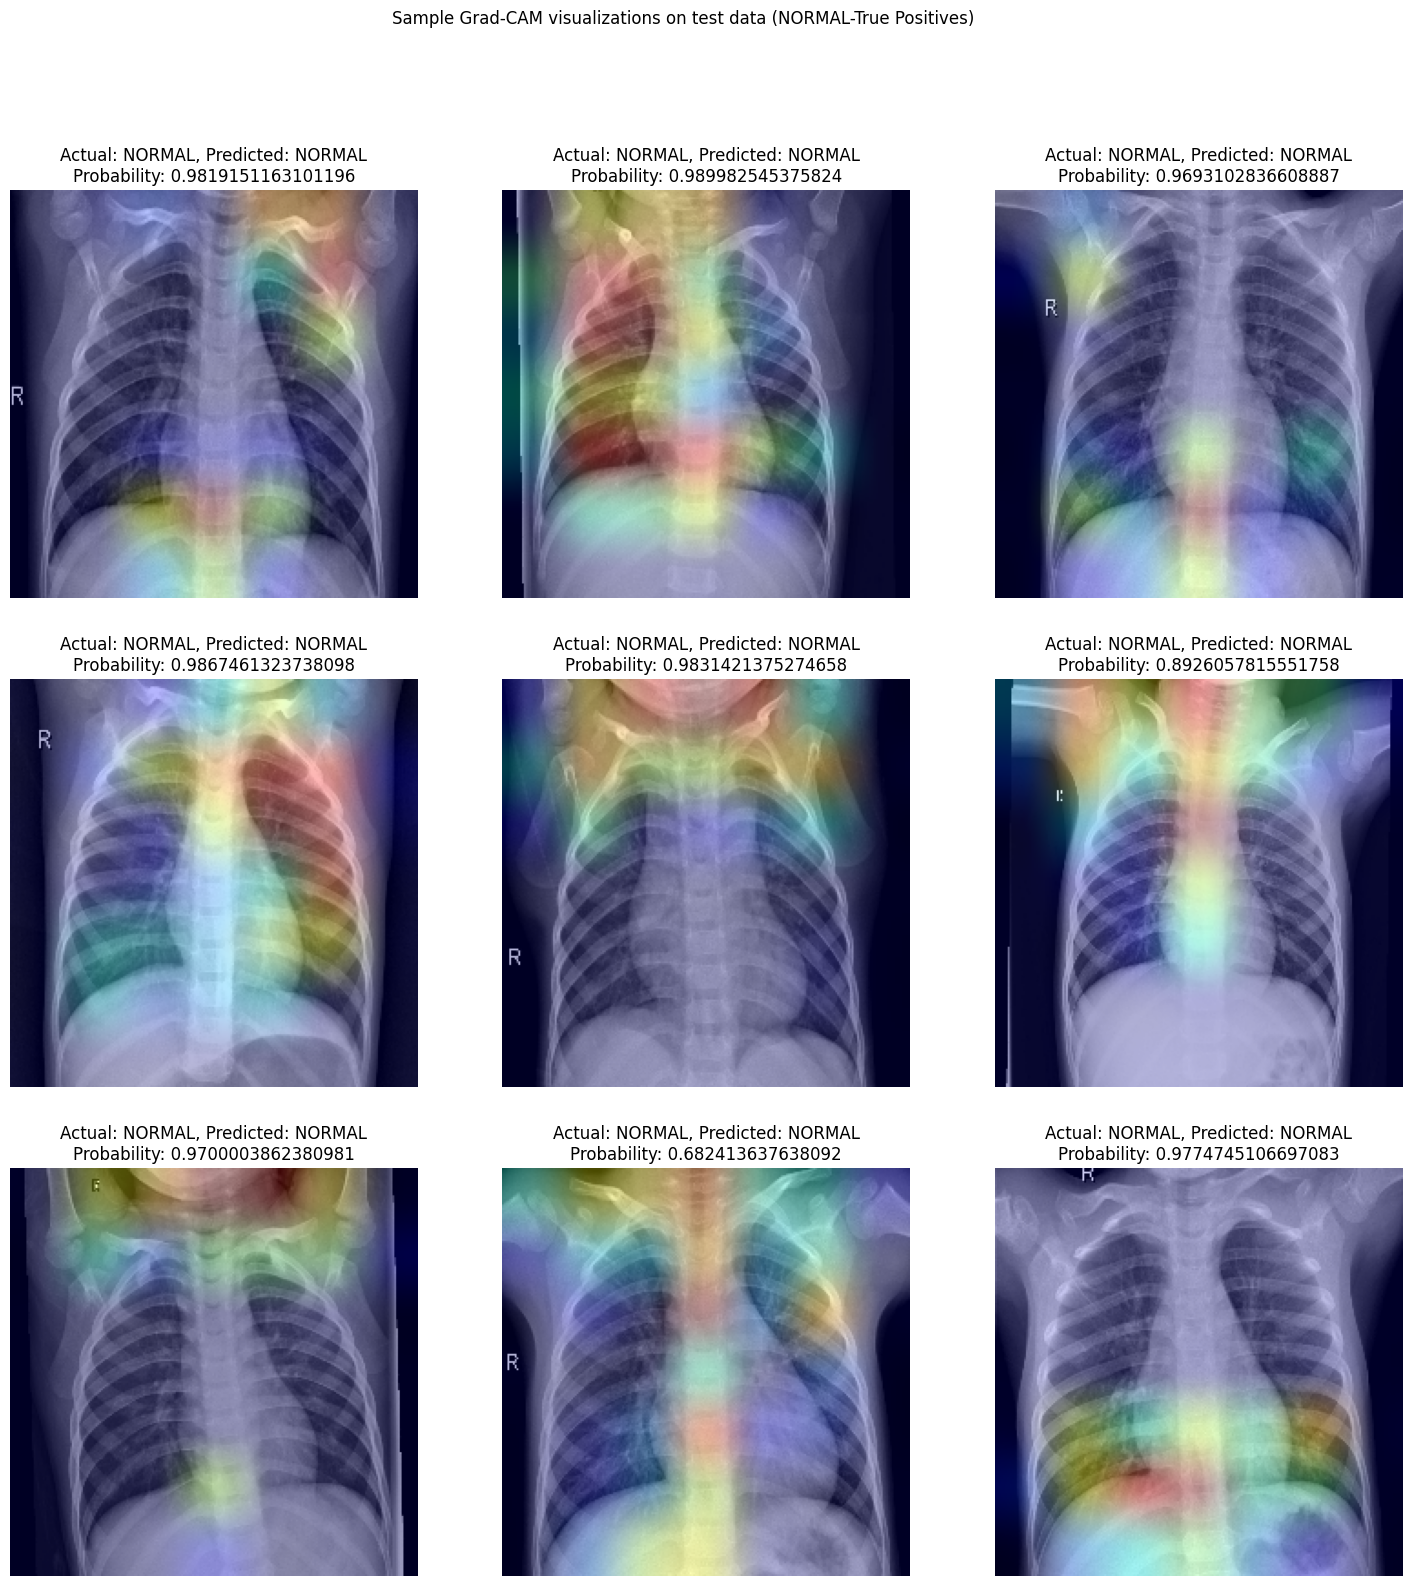 Sample Grad-CAM visualizations on test data (NORMAL-True Positives)
Actual: NORMAL, Predicted: NORMAL
Probability: 0.9819151163101196
Actual: NORMAL, Predicted: NORMAL
Probability: 0.989982545375824
Actual: NORMAL, Predicted: NORMAL
Probability: 0.9693102836608887
R
R
Actual: NORMAL, Predicted: NORMAL
Probability: 0.9867461323738098
Actual: NORMAL, Predicted: NORMAL
Probability: 0.9831421375274658
Actual: NORMAL, Predicted: NORMAL
Probability: 0.8926057815551758
R
R
Actual: NORMAL, Predicted: NORMAL
Probability: 0.9700003862380981
Actual: NORMAL, Predicted: NORMAL
Probability: 0.682413637638092
Actual: NORMAL, Predicted: NORMAL
Probability: 0.9774745106697083
R
R